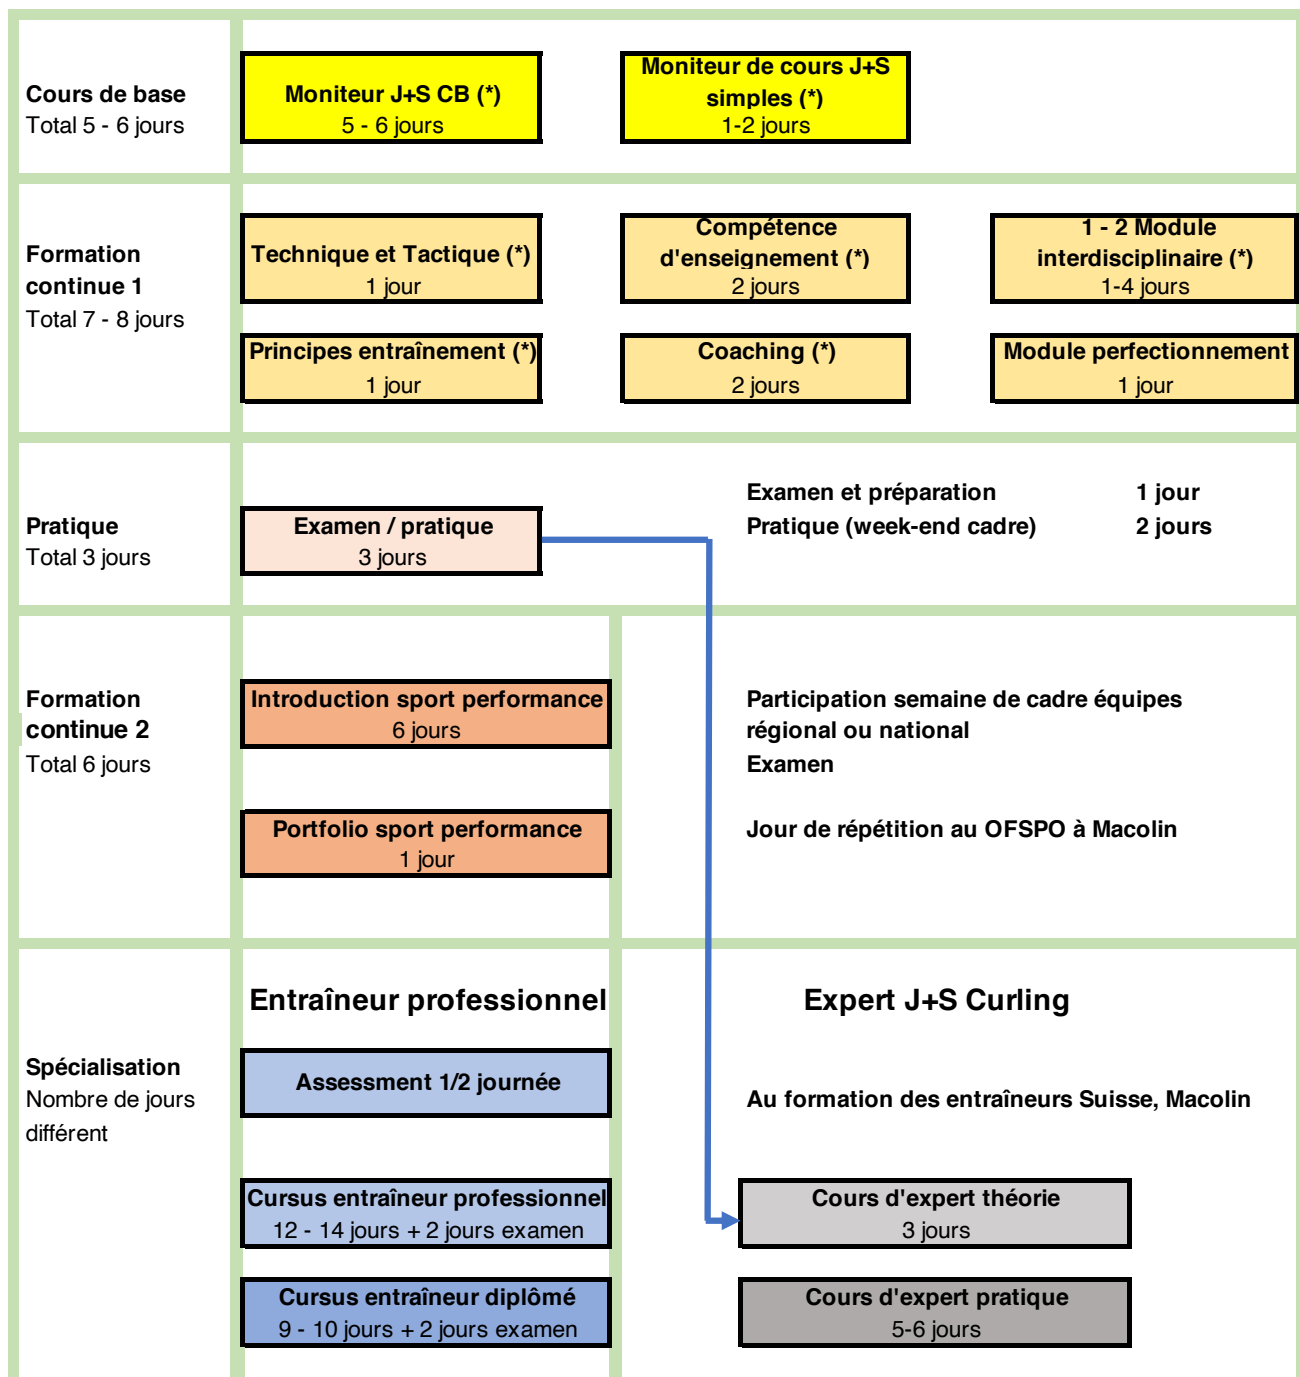 Cours de base
Total 5 - 6 jours
Moniteur J+S CB (*)
5 - 6 jours
Moniteur de cours J+S
simples (*)
1-2 jours
Formation
continue 1
Total 7 - 8 jours
Technique et Tactique (*)
1 jour
Compétence
d'enseignement (*)
2 jours
1 - 2 Module
interdisciplinaire (*)
1-4 jours
Principes entraînement (*)
1 jour
Coaching (*)
2 jours
Module perfectionnement
1 jour
Pratique
Total 3 jours
Examen / pratique
3 jours
Examen et préparation 1 jour
Pratique (week-end cadre) 2 jours
Formation
continue 2
Total 6 jours
Introduction sport performance
6 jours
Participation semaine de cadre équipes
régional ou national
Examen
Portfolio sport performance
1 jour
Jour de répétition au OFSPO à Macolin
Entraîneur professionnel
Expert J+S Curling
Spécialisation
Nombre de jours
différent
Assessment 1/2 journée
Au formation des entraîneurs Suisse, Macolin
Cursus entraîneur professionnel
12 - 14 jours + 2 jours examen
Cours d'expert théorie
3 jours
Cursus entraîneur diplômé
9 - 10 jours + 2 jours examen
Cours d'expert pratique
5-6 jours